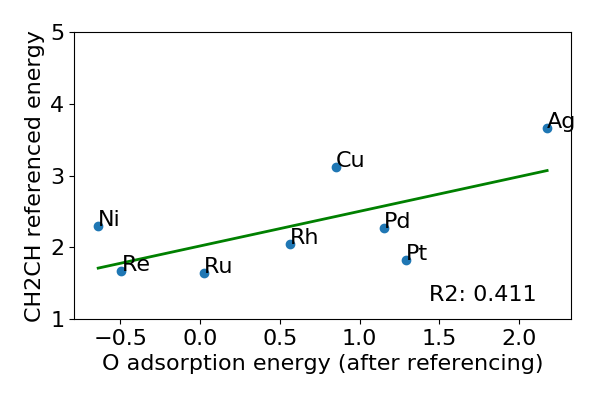 CH2CH referenced energy
5
4
3
2
1
Ag
Cu
Ni
Pd
Rh
Pt
Re
Ru
R2: 0.411
−0.5 0.0 0.5 1.0 1.5 2.0
O adsorption energy (after referencing)